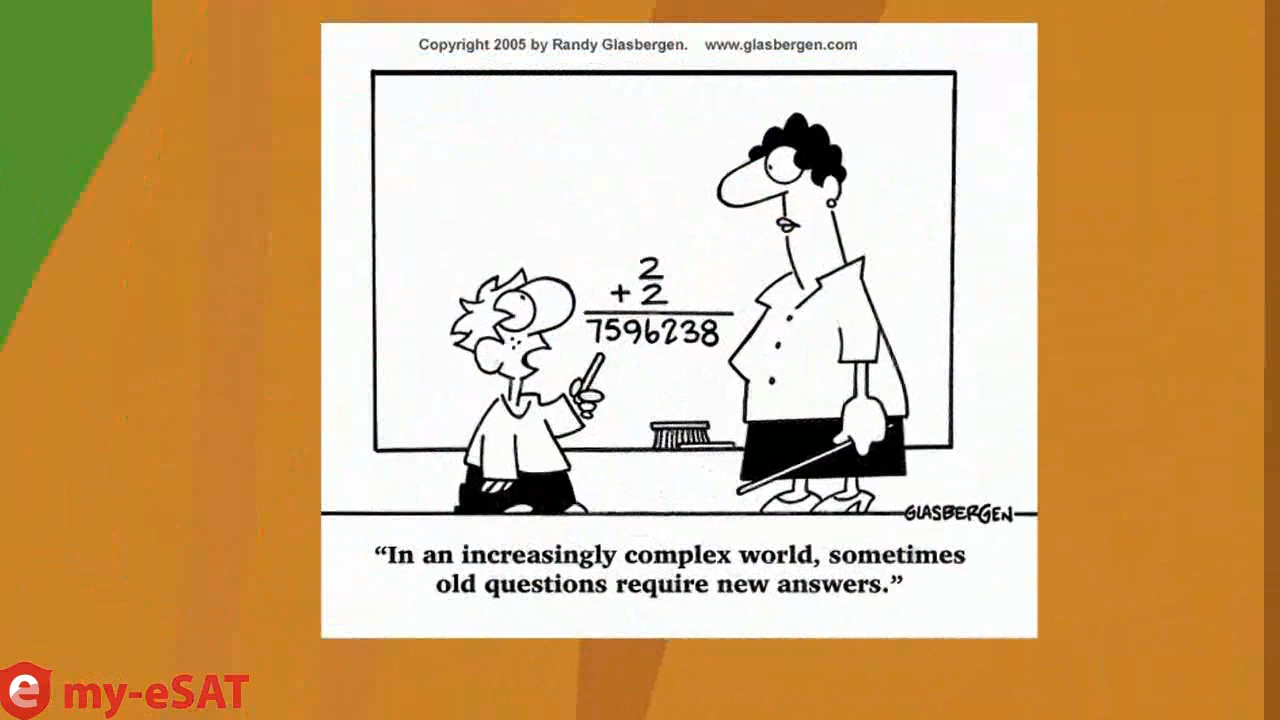 Copyright 2005 by Randy Glasbergen. www.glasbergen.com
2
+ 2
7596238
GLASBERGEN
“In an increasingly complex world, sometimes
old questions require new answers.”
e my-eSAT